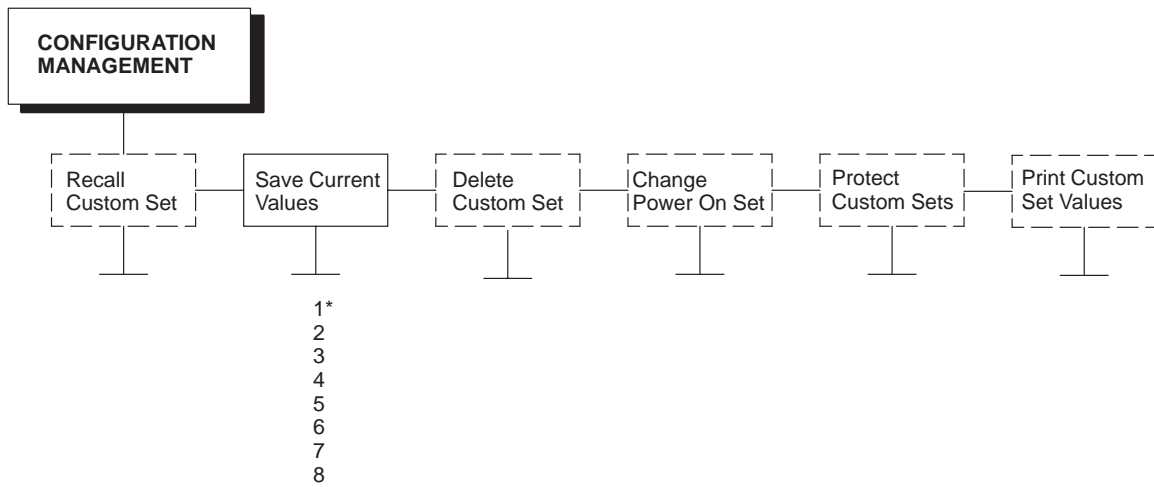 CONFIGURATION
MANAGEMENT
Recall
Custom Set
Save Current
Values
Delete
Custom Set
Change
Power On Set
Protect
Custom Sets
Print Custom
Set Values
1*
2
3
4
5
6
7
8